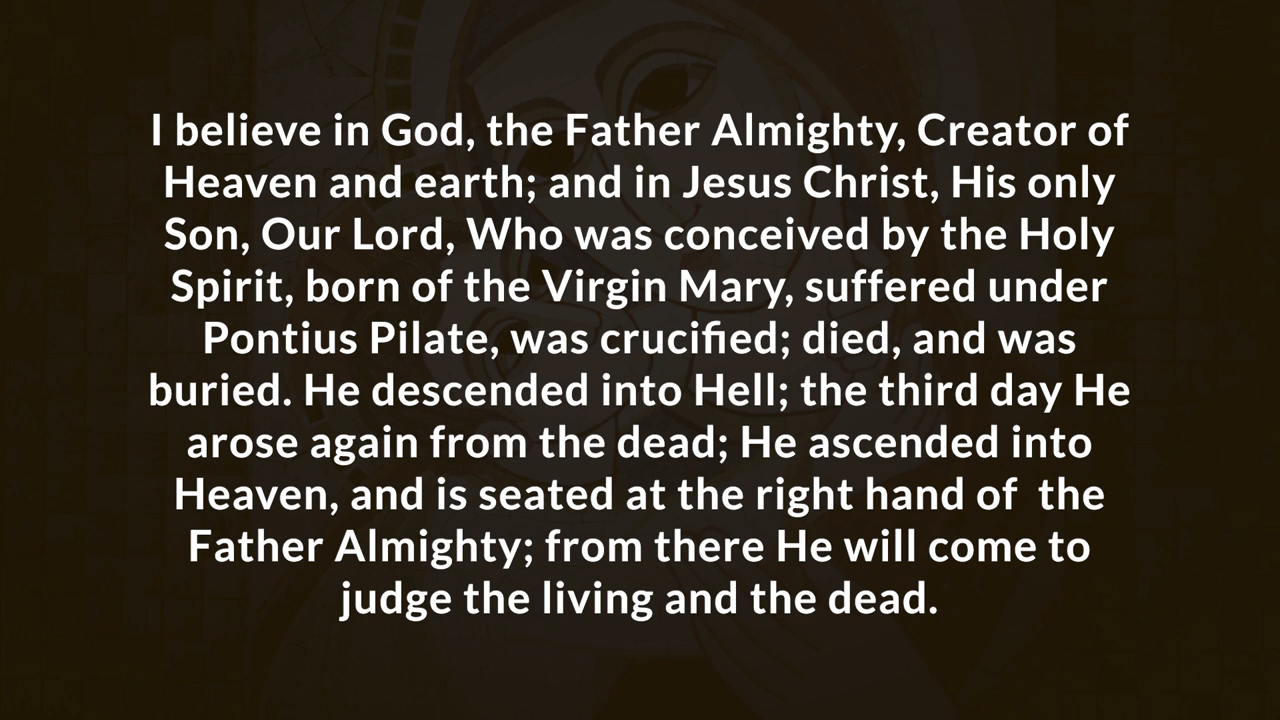 I believe in God, the Father Almighty, Creator of
Heaven and earth; and in Jesus Christ, His only
Son, Our Lord, Who was conceived by the Holy
Spirit, born of the Virgin Mary, suffered under
Pontius Pilate, was crucified; died, and was
buried. He descended into Hell; the third day He
arose again from the dead; He ascended into
Heaven, and is seated at the right hand of  the
Father Almighty; from there He will come to
judge the living and the dead.